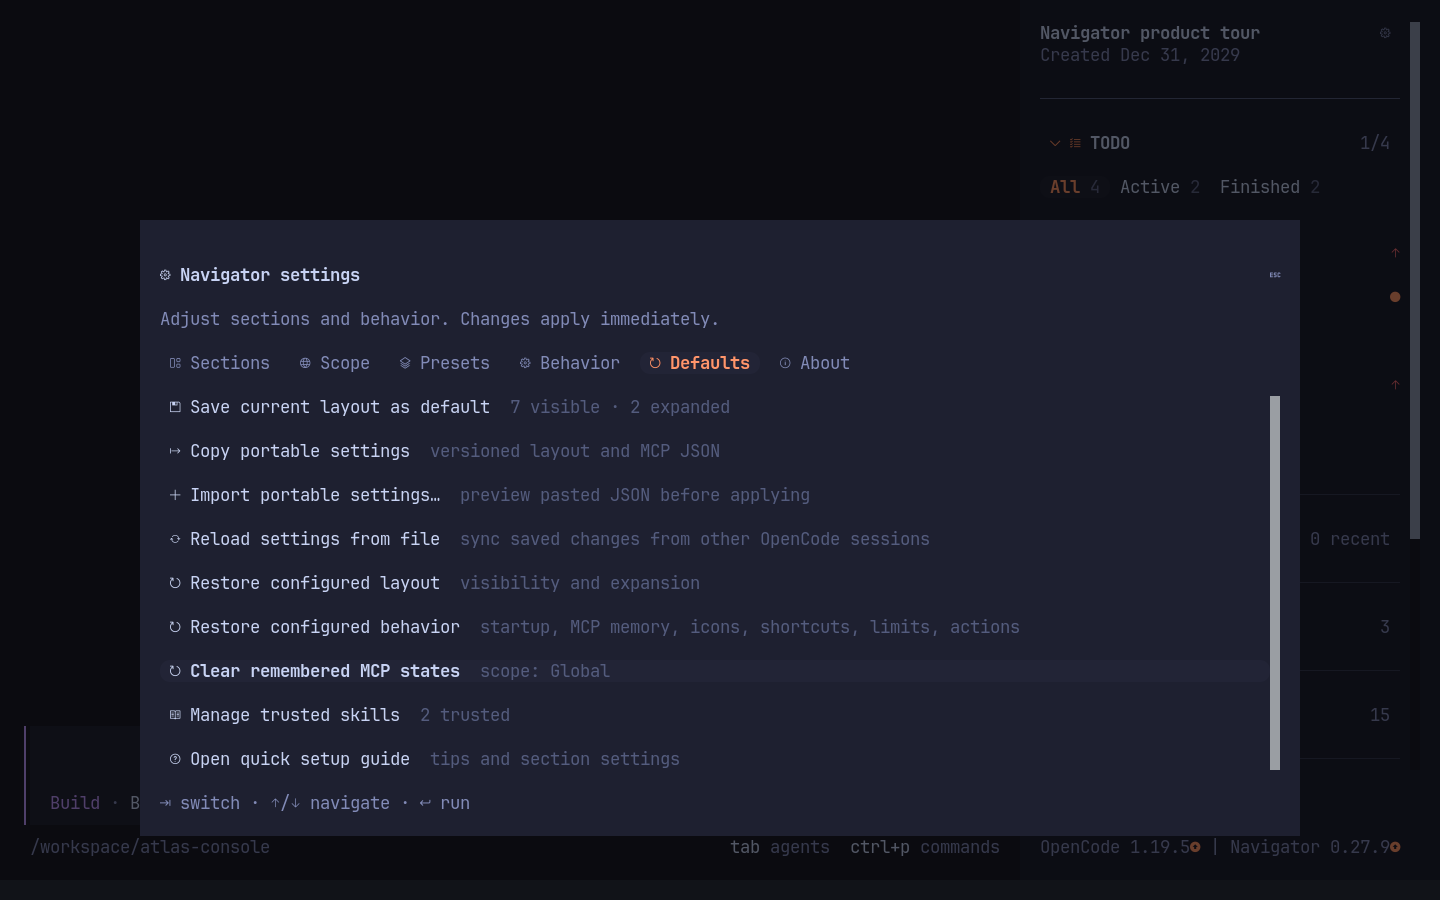 Navigator product tour
Created Dec 31, 2029
TODO 1/4
All 4 Active 2 Finished 2
Navigator settings ESC
Adjust sections and behavior. Changes apply immediately.
Sections Scope Presets Behavior Defaults About
Save current layout as default 7 visible · 2 expanded
Copy portable settings versioned layout and MCP JSON
Import portable settings… preview pasted JSON before applying
Reload settings from file sync saved changes from other OpenCode sessions
0 recent
Restore configured layout visibility and expansion
Restore configured behavior startup, MCP memory, icons, shortcuts, limits, actions
3
Clear remembered MCP states scope: Global
Manage trusted skills 2 trusted
15
Open quick setup guide tips and section settings
⇥ switch · ↑/↓ navigate · ↩ run
Build · B
/workspace/atlas-console tab agents ctrl+p commands OpenCode 1.19.5 | Navigator 0.27.9